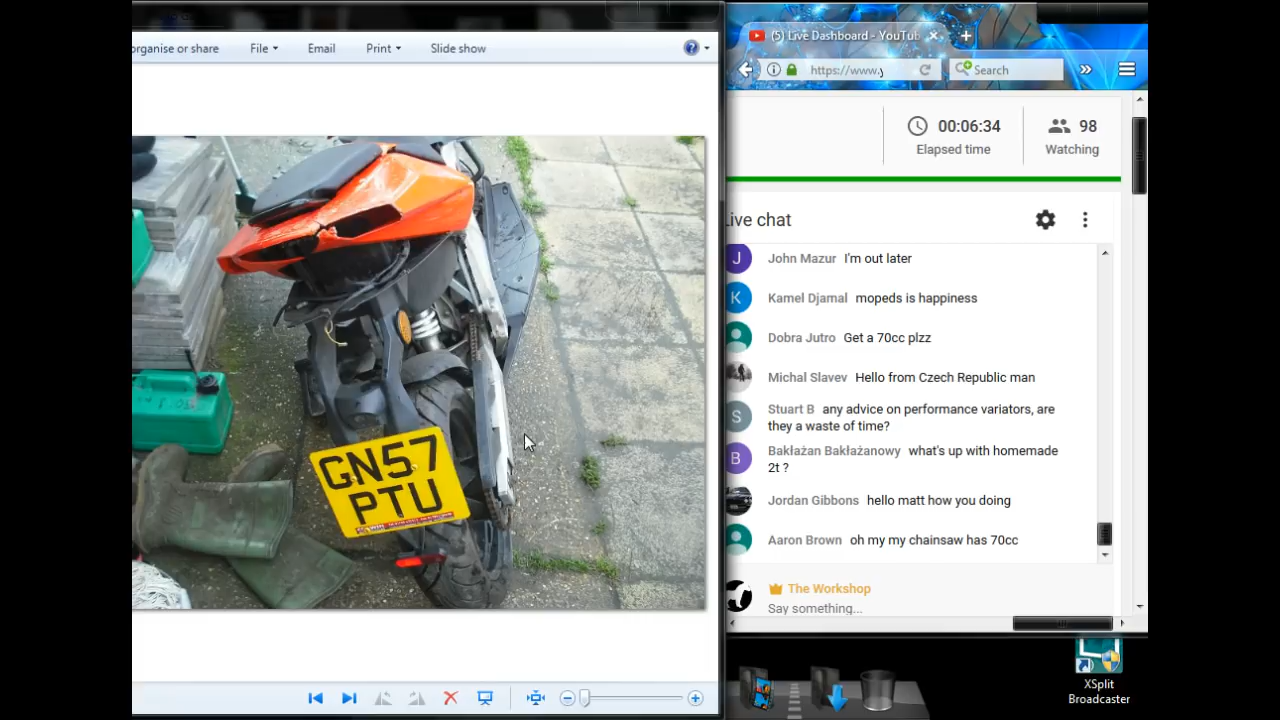 organise or share
File
Email
Print
Slide show
(5) Live Dashboard - YouTub
https://www.y
Search
00:06:34
Elapsed time
98
Watching
Live chat
John Mazur I'm out later
Kamel Djamal mopeds is happiness
Dobra Jutro Get a 70cc plzz
Michal Slavev Hello from Czech Republic man
Stuart B any advice on performance variators, are
they a waste of time?
Bakłażan Bakłażanowy what's up with homemade
2t ?
Jordan Gibbons hello matt how you doing
Aaron Brown oh my my chainsaw has 70cc
The Workshop
Say something...
J
K
S
B
GN57
PTU
XSplit
Broadcaster